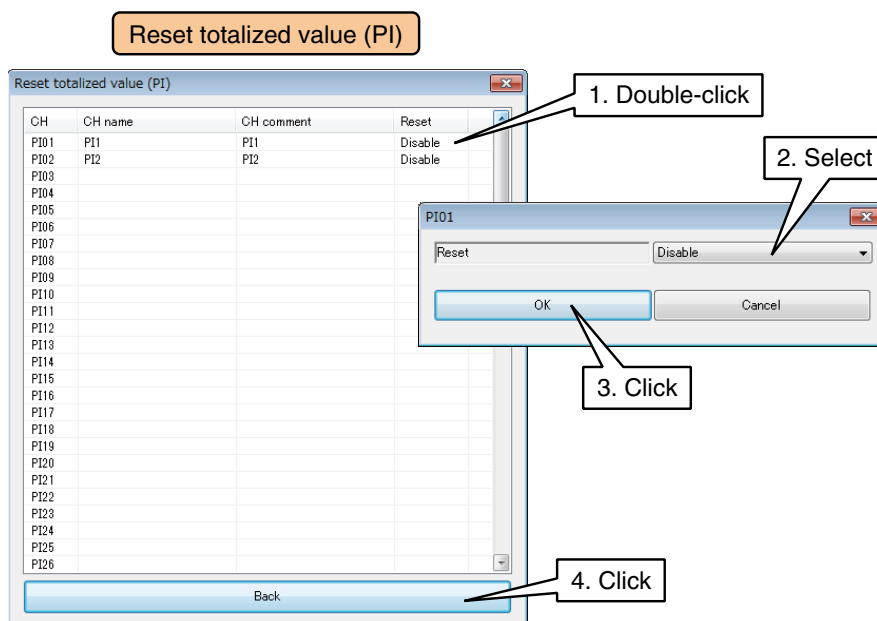 Reset totalized value (PI)
Reset totalized value (PI)
1. Double-click
CH CH name CH comment Reset
PI01 PI1 PI1 Disable
PI02 PI2 PI2 Disable
2. Select
PI03
PI04
PI05
PI01
PI06
PI07
Reset Disable
PI08
PI09
PI10
OK Cancel
PI11
PI12
PI13
PI14
PI15
3. Click
PI16
PI17
PI18
PI19
PI20
PI21
PI22
PI23
PI24
PI25
PI26
4. Click
Back